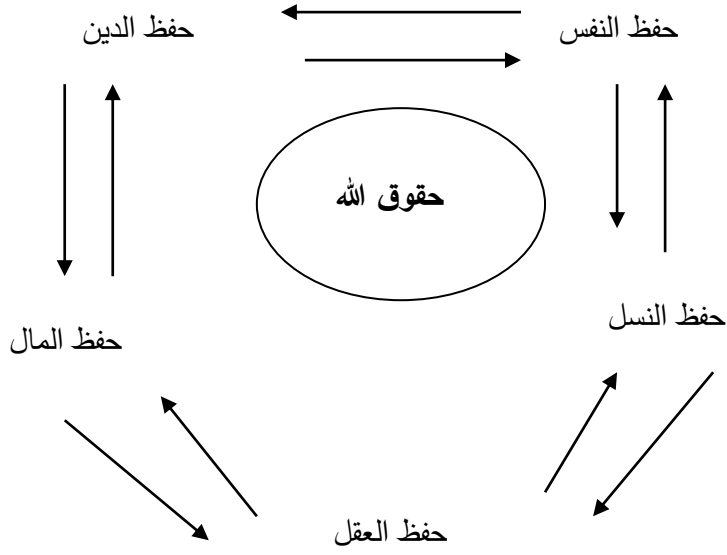 حفظ النفس
حفظ الدين
حقوق الله
حفظ النسل
حفظ المال
حفظ العقل